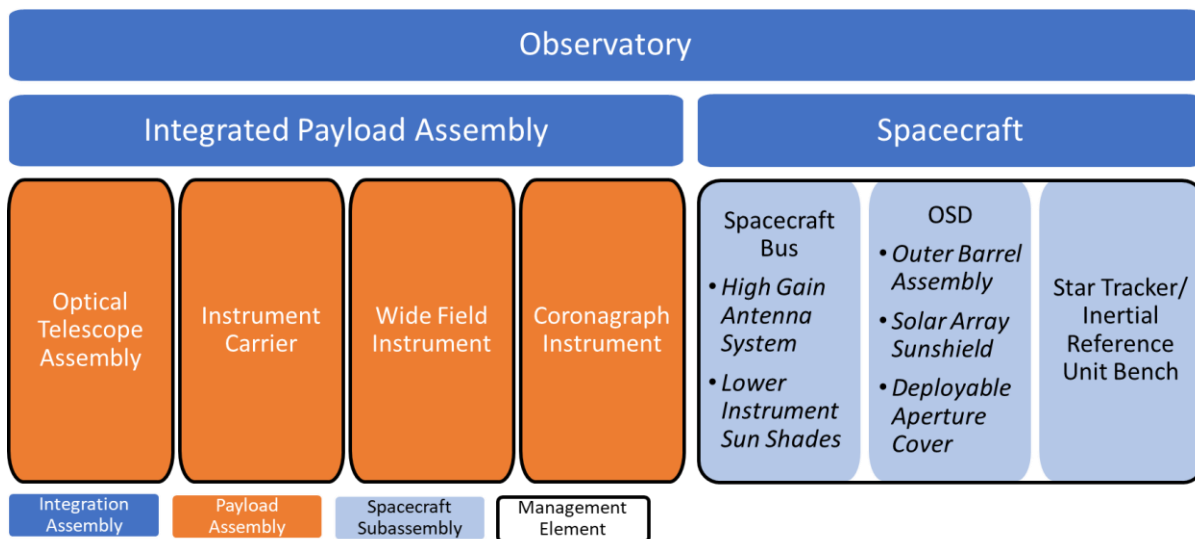 Observatory
Integrated Payload Assembly
Spacecraft
Optical
Telescope
Assembly
Instrument
Carrier
Wide Field
Instrument
Coronagraph
Instrument
Spacecraft
Bus
• High Gain
Antenna
System
• Lower
Instrument
Sun Shades
OSD
• Outer Barrel
Assembly
• Solar Array
Sunshield
• Deployable
Aperture
Cover
Star Tracker/
Inertial
Reference
Unit Bench
Integration
Assembly
Payload
Assembly
Spacecraft
Subassembly
Management
Element